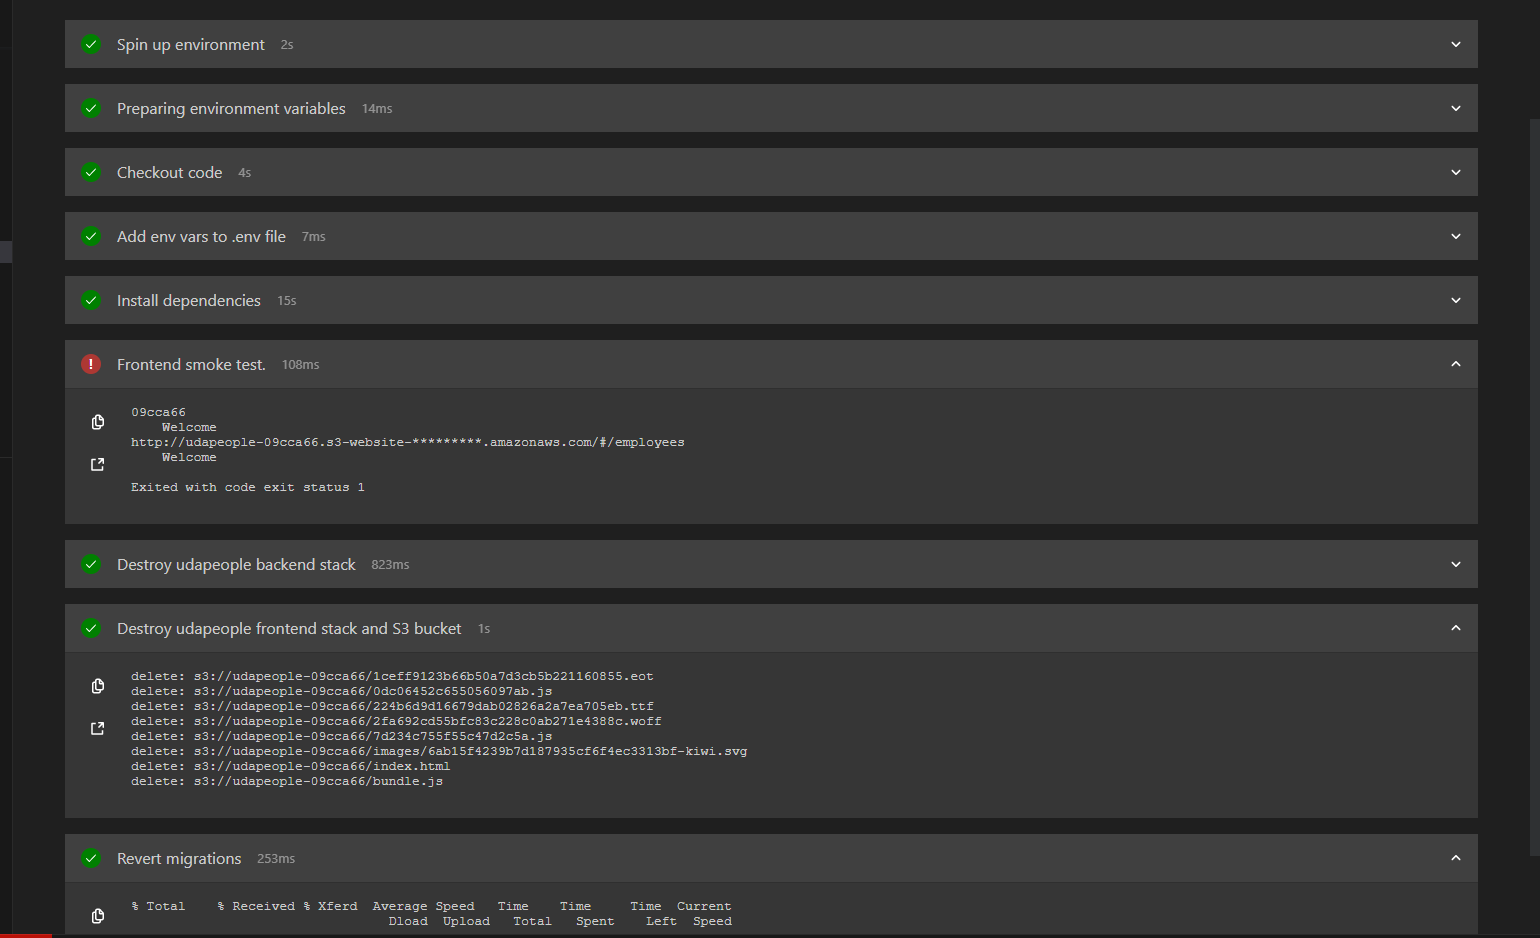 Spin up environment 2s
Preparing environment variables 14ms
Checkout code 4s
Add env vars to .env file 7ms
Install dependencies 15s
Frontend smoke test. 108ms
09cca66
Welcome
http://udapeople-09cca66.s3-website-*********.amazonaws.com/#/employees
Welcome
Exited with code exit status 1
Destroy udapeople backend stack 823ms
Destroy udapeople frontend stack and S3 bucket 1s
delete: s3://udapeople-09cca66/1ceff9123b66b50a7d3cb5b221160855.eot
delete: s3://udapeople-09cca66/0dc06452c655056097ab.js
delete: s3://udapeople-09cca66/224b6d9d16679dab02826a2a7ea705eb.ttf
delete: s3://udapeople-09cca66/2fa692cd55bfc83c228c0ab271e4388c.woff
delete: s3://udapeople-09cca66/7d234c755f55c47d2c5a.js
delete: s3://udapeople-09cca66/images/6ab15f4239b7d187935cf6f4ec3313bf-kiwi.svg
delete: s3://udapeople-09cca66/index.html
delete: s3://udapeople-09cca66/bundle.js
Revert migrations 253ms
% Total % Received % Xferd Average Speed Time Time Time Current
Dload Upload Total Spent Left Speed